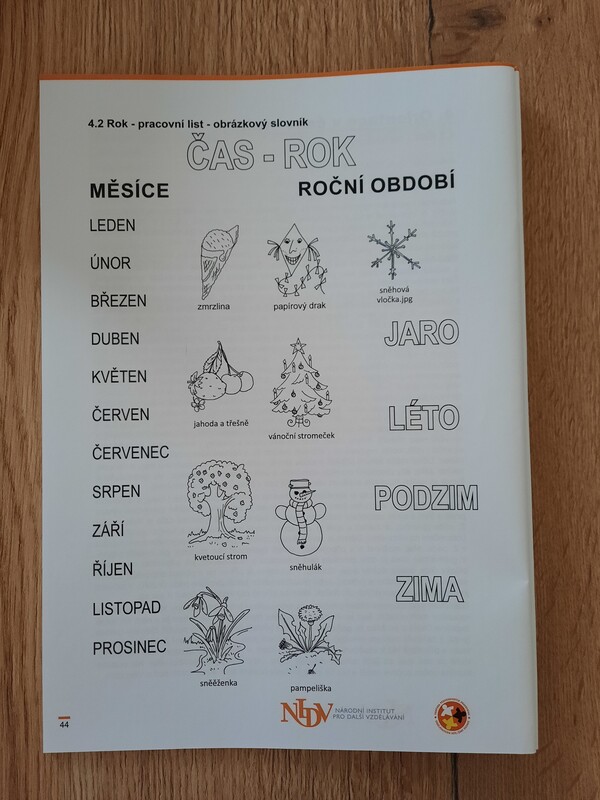 4.2 Rok - pracovní list - obrázkový slovník
ČAS - ROK
MĚSÍCE
ROČNÍ OBDOBÍ
LEDEN
ÚNOR
BŘEZEN
DUBEN
KVĚTEN
ČERVEN
ČERVENEC
SRPEN
ZÁŘÍ
ŘÍJEN
LISTOPAD
PROSINEC
zmrzlina
papírový drak
sněhová
vločka.jpg
jahoda a třešně
vánoční stromeček
kvetoucí strom
sněhulák
sněěženka
pampeliška
JARO
LÉTO
PODZIM
ZIMA
44
NIDV
NÁRODNÍ INSTITUT
PRO DALŠÍ VZDĚLÁVÁNÍ